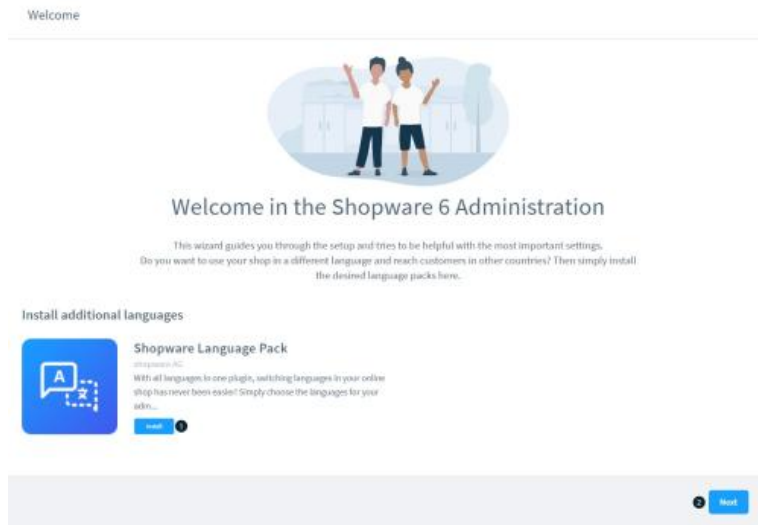 Welcome
Welcome in the Shopware 6 Administration
This wizard guides you through the setup and tries to be helpful with the most important settings.
Do you want to use your shop in a different language and reach customers in other countries? Then simply install
the desired language packs here.
Install additional languages
Shopware Language Pack
shopware AG
With all languages in one plugin, switching languages in your online
shop has never been easier! Simply choose the languages for your
adm...
A
Install 1
2 Next